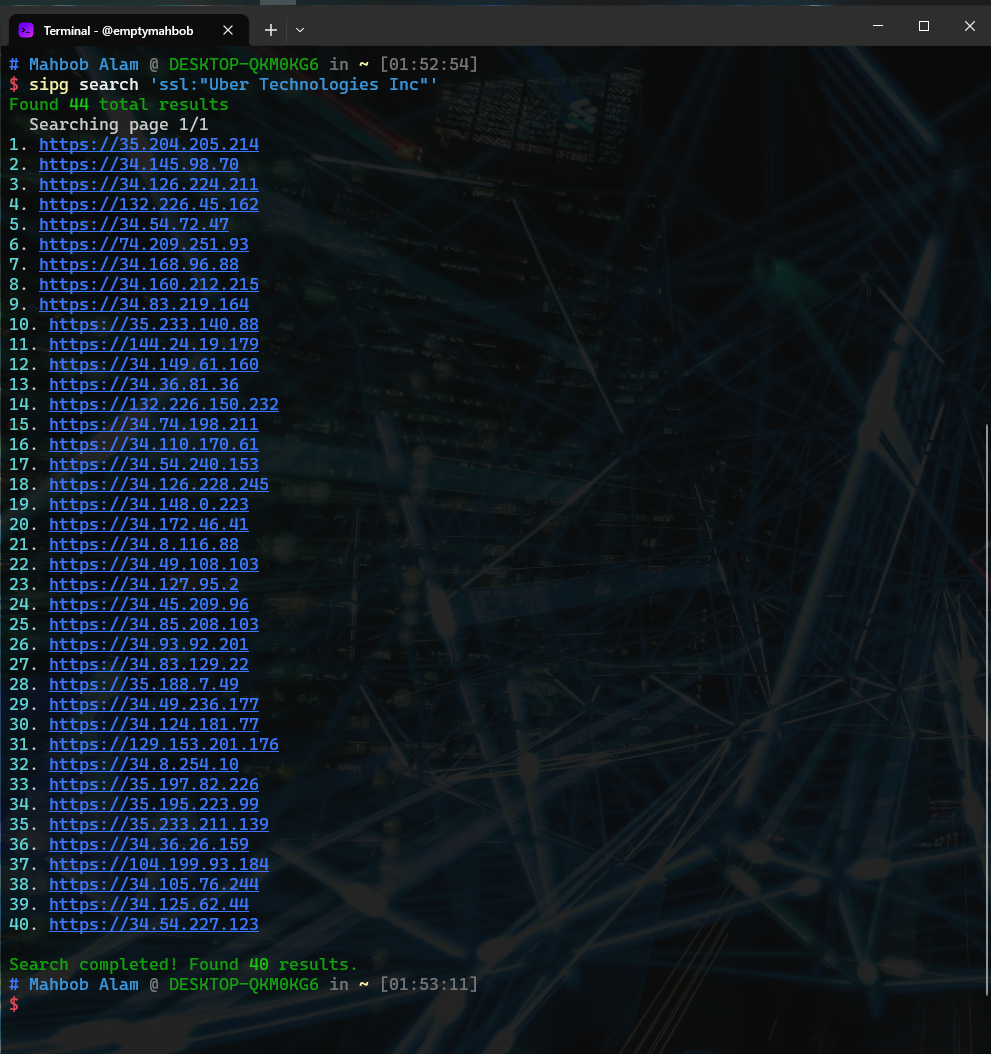 Terminal - @emptymahbob
# Mahbob Alam @ DESKTOP-QKM0KG6 in ~ [01:52:54]
$ sipg search 'ssl:"Uber Technologies Inc"'
Found 44 total results
Searching page 1/1
1. https://35.204.205.214
2. https://34.145.98.70
3. https://34.126.224.211
4. https://132.226.45.162
5. https://34.54.72.47
6. https://74.209.251.93
7. https://34.168.96.88
8. https://34.160.212.215
9. https://34.83.219.164
10. https://35.233.140.88
11. https://144.24.19.179
12. https://34.149.61.160
13. https://34.36.81.36
14. https://132.226.150.232
15. https://34.74.198.211
16. https://34.110.170.61
17. https://34.54.240.153
18. https://34.126.228.245
19. https://34.148.0.223
20. https://34.172.46.41
21. https://34.8.116.88
22. https://34.49.108.103
23. https://34.127.95.2
24. https://34.45.209.96
25. https://34.85.208.103
26. https://34.93.92.201
27. https://34.83.129.22
28. https://35.188.7.49
29. https://34.49.236.177
30. https://34.124.181.77
31. https://129.153.201.176
32. https://34.8.254.10
33. https://35.197.82.226
34. https://35.195.223.99
35. https://35.233.211.139
36. https://34.36.26.159
37. https://104.199.93.184
38. https://34.105.76.244
39. https://34.125.62.44
40. https://34.54.227.123
Search completed! Found 40 results.
# Mahbob Alam @ DESKTOP-QKM0KG6 in ~ [01:53:11]
$